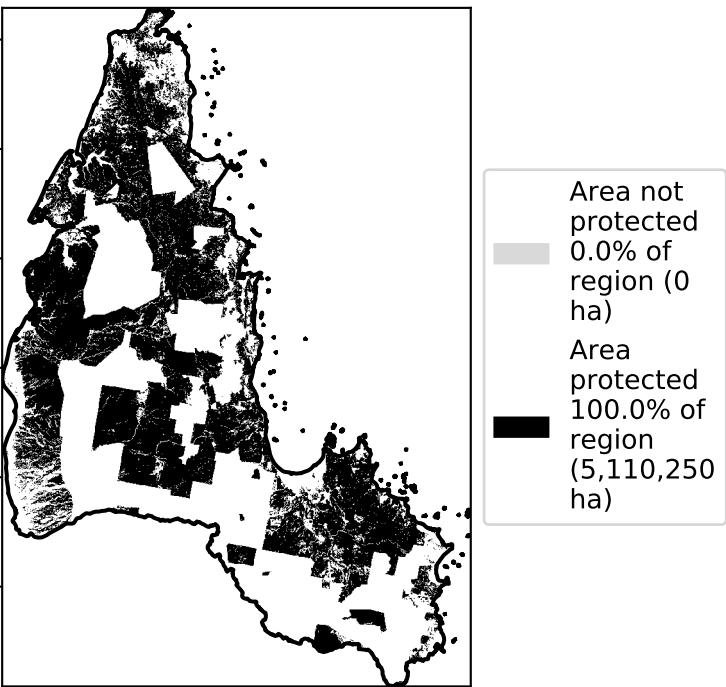 Area not
protected
0.0% of
region (0
ha)
Area
protected
100.0% of
region
(5,110,250
ha)